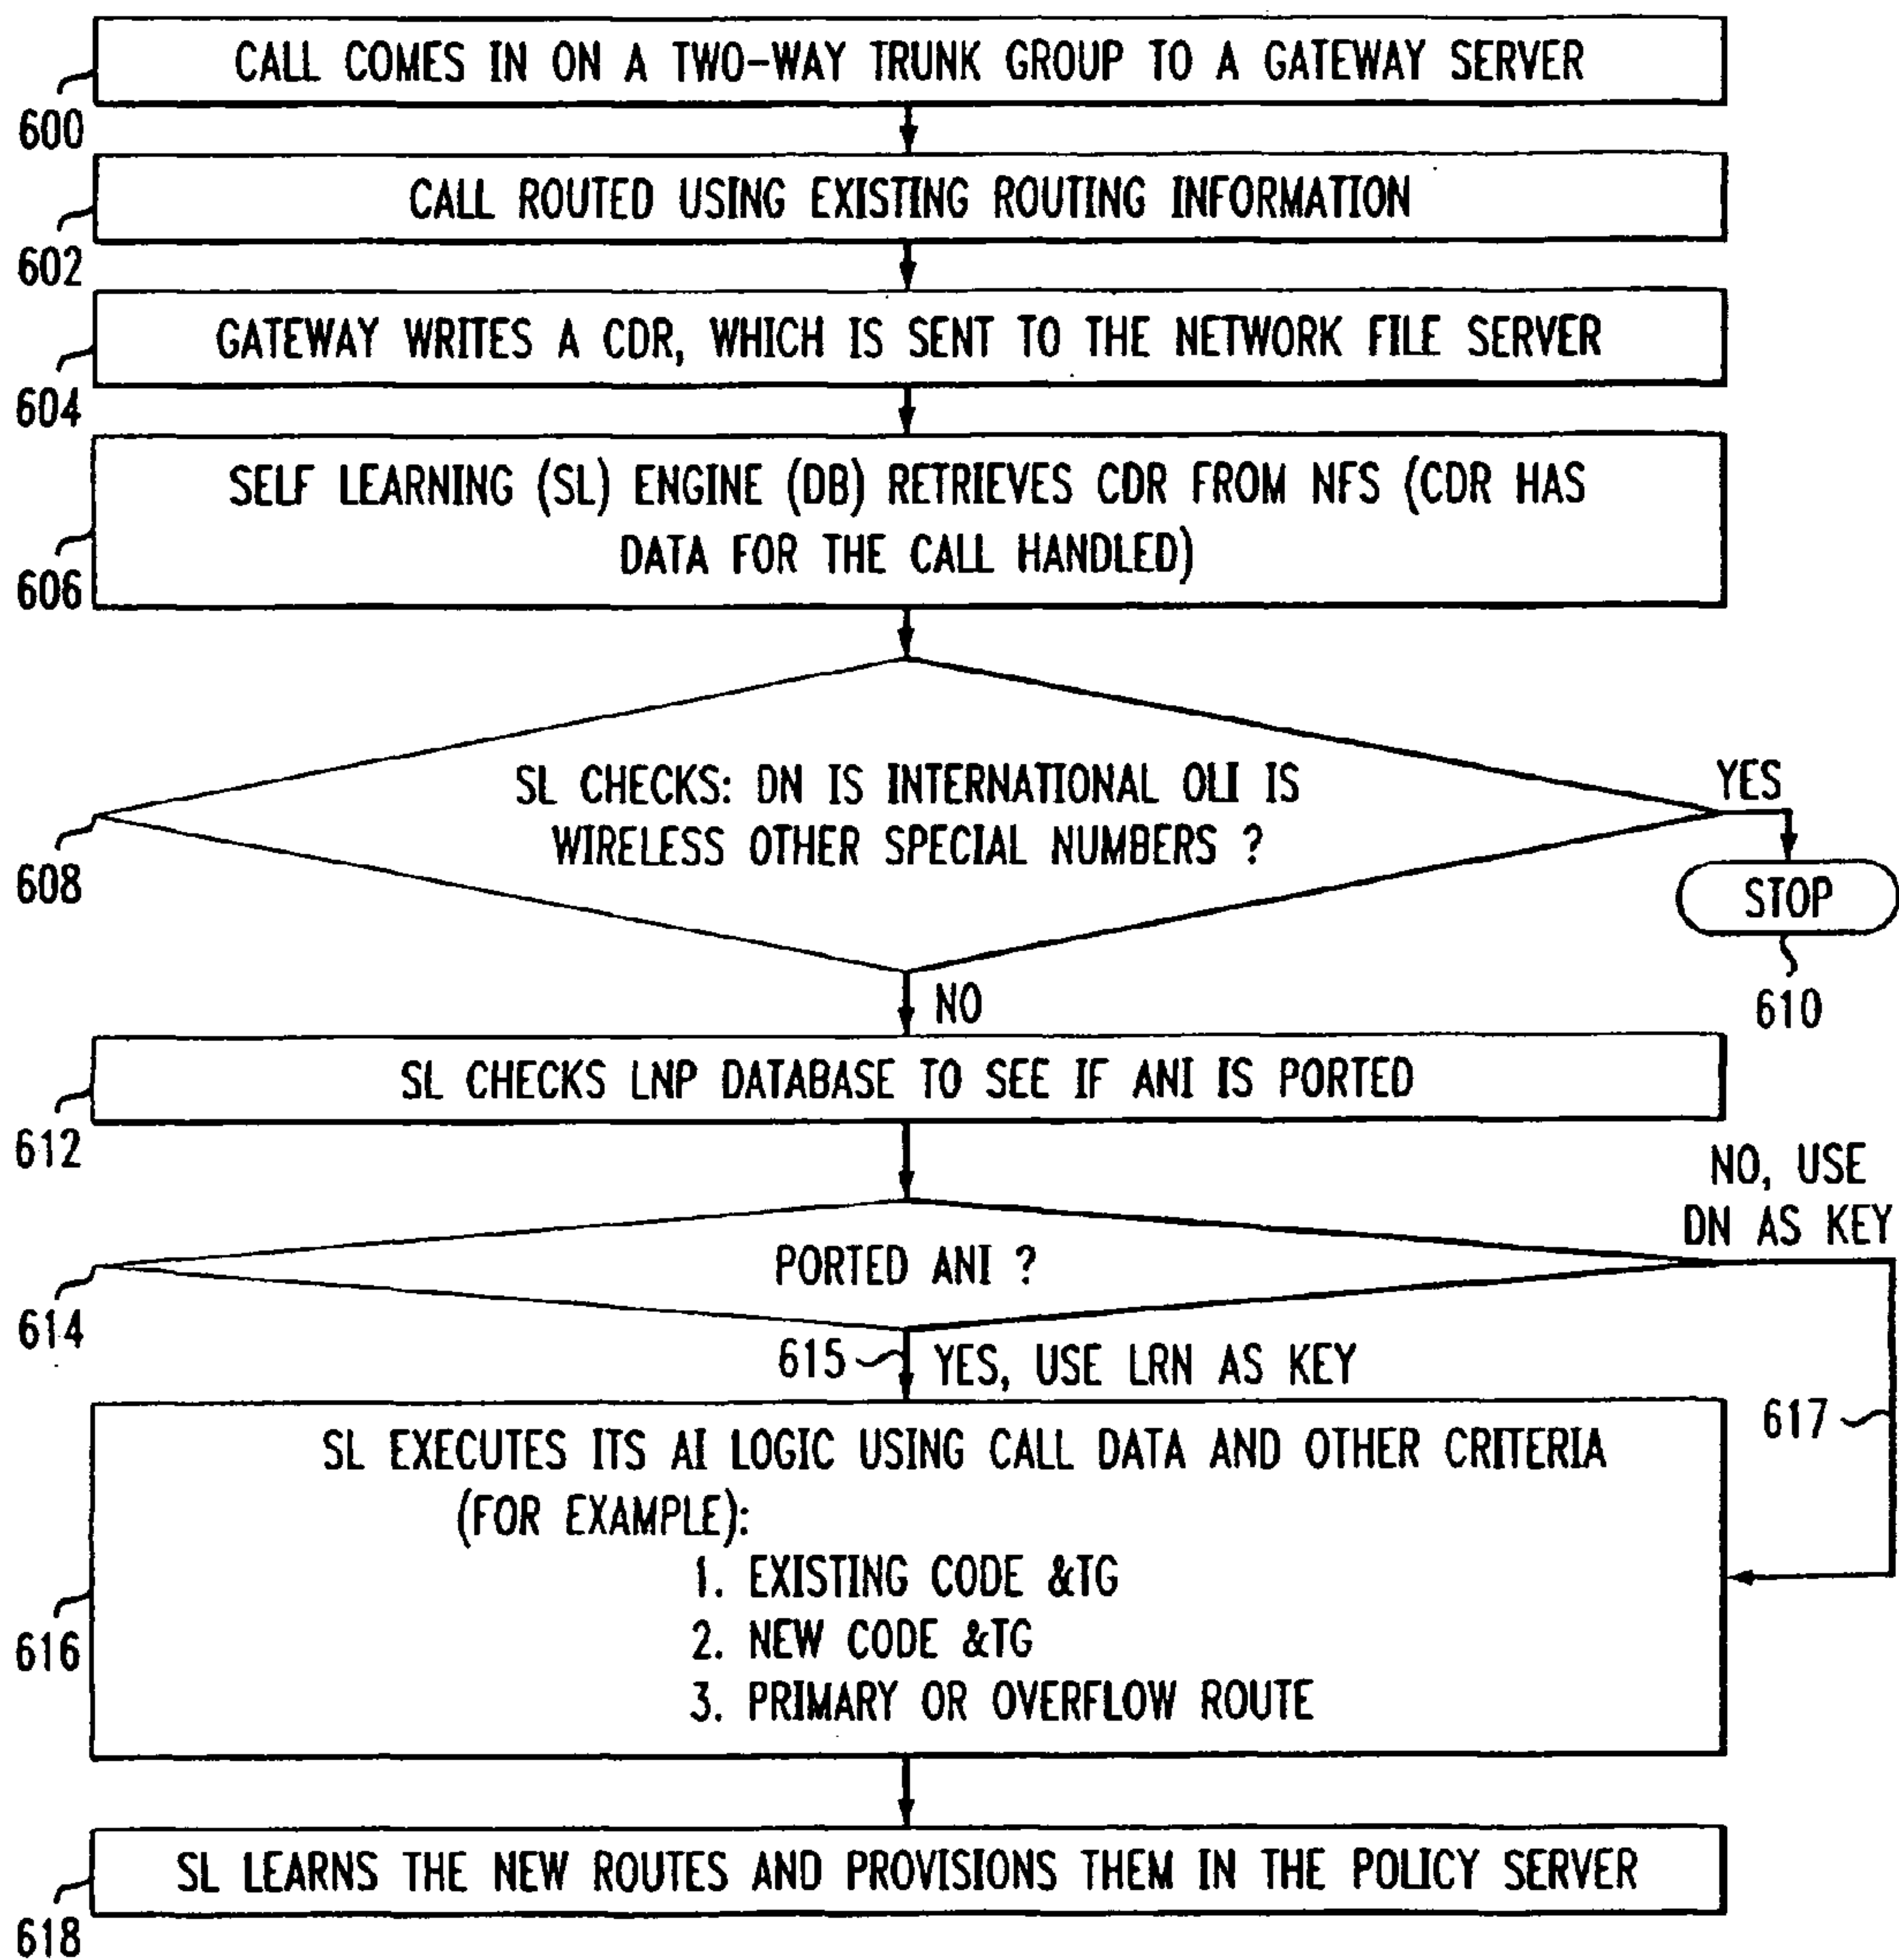 CALL COMES IN ON A TWO-WAY TRUNK GROUP TO A GATEWAY SERVER
600
CALL ROUTED USING EXISTING ROUTING INFORMATION
602
GATEWAY WRITES A CDR, WHICH IS SENT TO THE NETWORK FILE SERVER
604
SELF LEARNING (SL) ENGINE (DB) RETRIEVES CDR FROM NFS (CDR HAS
DATA FOR THE CALL HANDLED)
606
SL CHECKS: DN IS INTERNATIONAL OLI IS
WIRELESS OTHER SPECIAL NUMBERS ?
608
YES
STOP
610
NO
SL CHECKS LNP DATABASE TO SEE IF ANI IS PORTED
612
NO, USE
DN AS KEY
PORTED ANI ?
614
615
YES, USE LRN AS KEY
617
SL EXECUTES ITS AI LOGIC USING CALL DATA AND OTHER CRITERIA
(FOR EXAMPLE):
1. EXISTING CODE &TG
2. NEW CODE &TG
3. PRIMARY OR OVERFLOW ROUTE
616
SL LEARNS THE NEW ROUTES AND PROVISIONS THEM IN THE POLICY SERVER
618